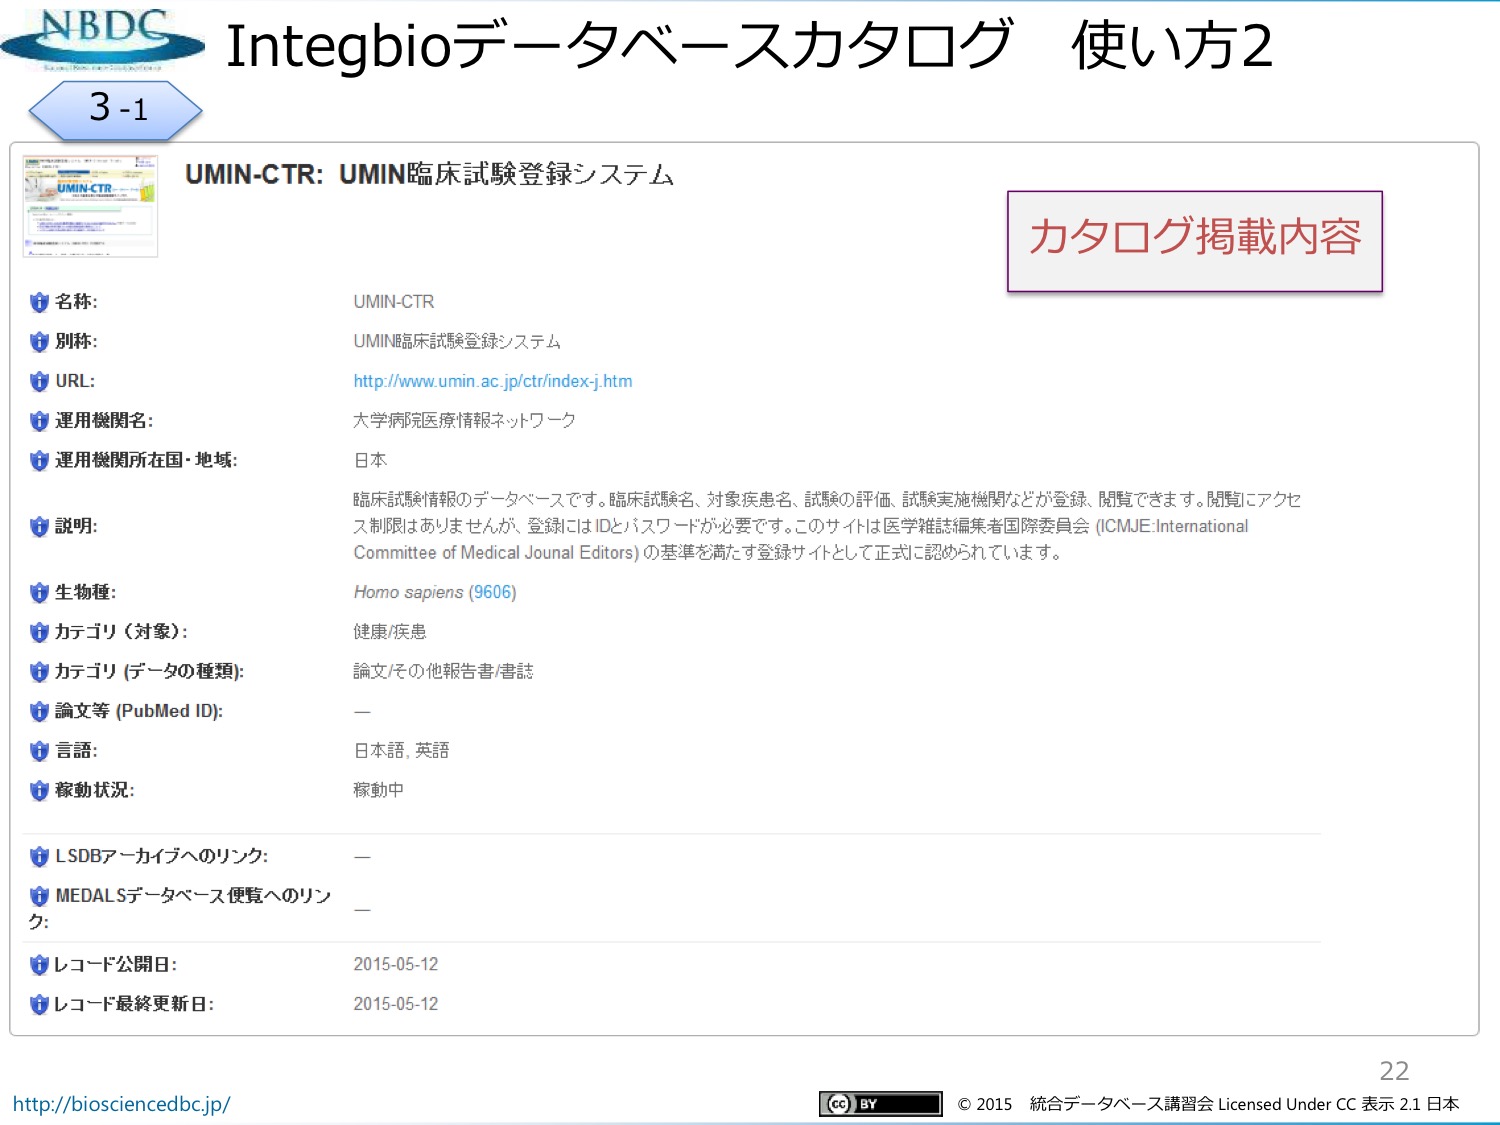 NBDC
Integbioデータベースカタログ　使い方2
3-1
UMIN-CTR
UMIN-CTR: UMIN臨床試験登録システム
カタログ掲載内容
名称: UMIN-CTR
別称: UMIN臨床試験登録システム
URL: http://www.umin.ac.jp/ctr/index-j.htm
運用機関名: 大学病院医療情報ネットワーク
運用機関所在国・地域: 日本
説明: 臨床試験情報のデータベースです。臨床試験名、対象疾患名、試験の評価、試験実施機関などが登録、閲覧できます。閲覧にアクセ
ス制限はありませんが、登録にはIDとパスワードが必要です。このサイトは医学雑誌編集者国際委員会 (ICMJE:International
Committee of Medical Jounal Editors) の基準を満たす登録サイトとして正式に認められています。
生物種: Homo sapiens (9606)
カテゴリ（対象）: 健康/疾患
カテゴリ (データの種類): 論文/その他報告書/書誌
論文等 (PubMed ID): —
言語: 日本語, 英語
稼動状況: 稼動中
LSDBアーカイブへのリンク: —
MEDALSデータベース便覧へのリン
ク: —
レコード公開日: 2015-05-12
レコード最終更新日: 2015-05-12
22
http://biosciencedbc.jp/
cc BY
© 2015　統合データベース講習会 Licensed Under CC 表示 2.1 日本